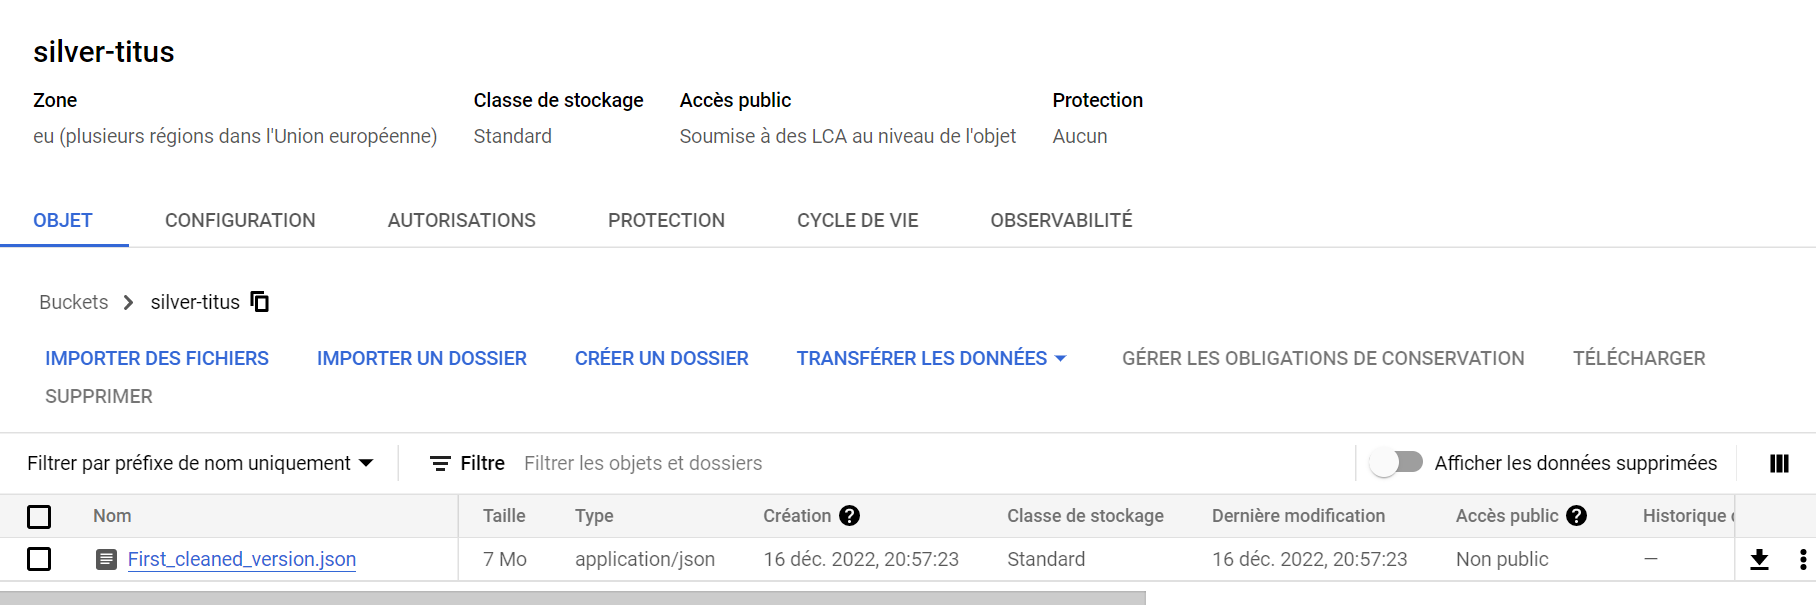 silver-titus
Zone Classe de stockage Accès public Protection
eu (plusieurs régions dans l'Union européenne) Standard Soumise à des LCA au niveau de l'objet Aucun
OBJET CONFIGURATION AUTORISATIONS PROTECTION CYCLE DE VIE OBSERVABILITÉ
Buckets silver-titus
IMPORTER DES FICHIERS IMPORTER UN DOSSIER CRÉER UN DOSSIER TRANSFÉRER LES DONNÉES GÉRER LES OBLIGATIONS DE CONSERVATION TÉLÉCHARGER
SUPPRIMER
Filtrer par préfixe de nom uniquement Filtre Filtrer les objets et dossiers Afficher les données supprimées
Nom Taille Type Création Classe de stockage Dernière modification Accès public Historique
First_cleaned_version.json 7 Mo application/json 16 déc. 2022, 20:57:23 Standard 16 déc. 2022, 20:57:23 Non public —